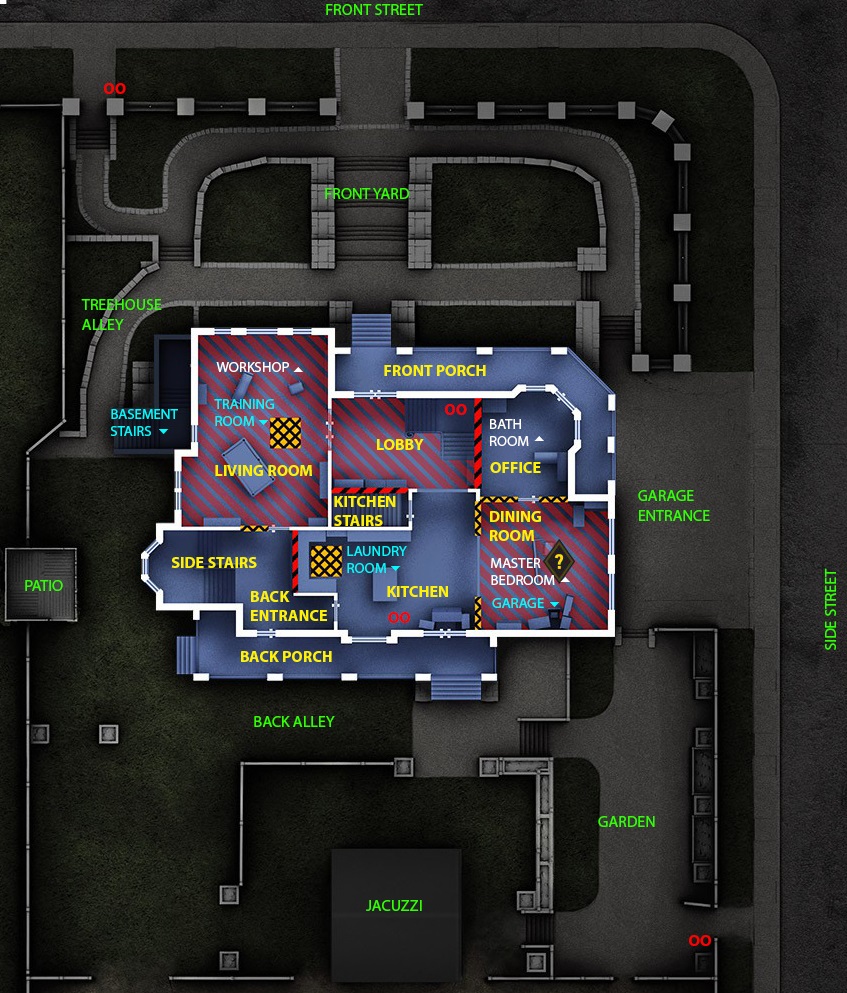 FRONT STREET
OO
FRONT YARD
TREEHOUSE
ALLEY
WORKSHOP
FRONT PORCH
TRAINING
ROOM
OO
BASEMENT
STAIRS
BATH
ROOM
LOBBY
LIVING ROOM
OFFICE
KITCHEN
STAIRS
GARAGE
ENTRANCE
DINING
ROOM
SIDE STAIRS
LAUNDRY
ROOM
MASTER
BEDROOM
?
PATIO
KITCHEN
BACK
ENTRANCE
GARAGE
OO
SIDE STREET
BACK PORCH
BACK ALLEY
GARDEN
JACUZZI
OO